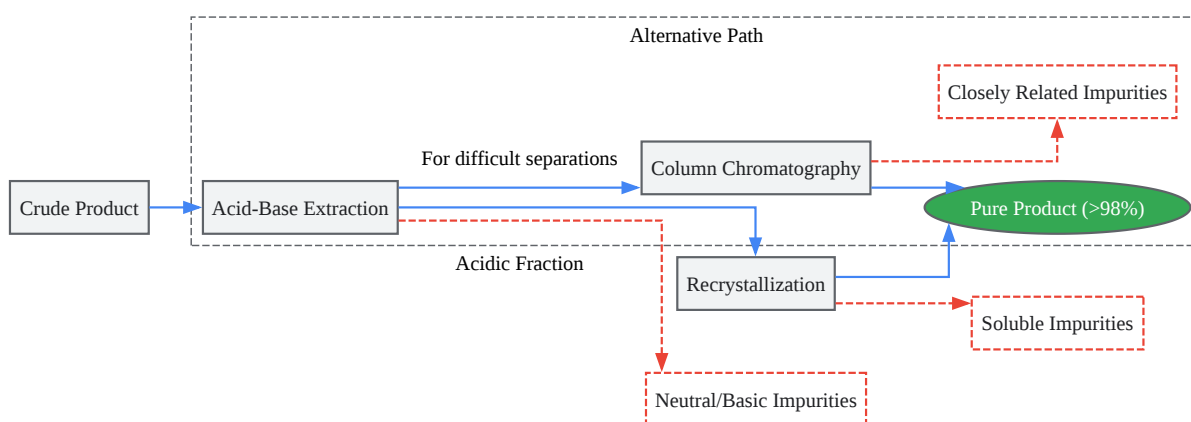 Alternative Path
Closely Related Impurities
For difficult separations
Column Chromatography
Crude Product
Acid-Base Extraction
Pure Product (>98%)
Acidic Fraction
Recrystallization
Soluble Impurities
Neutral/Basic Impurities